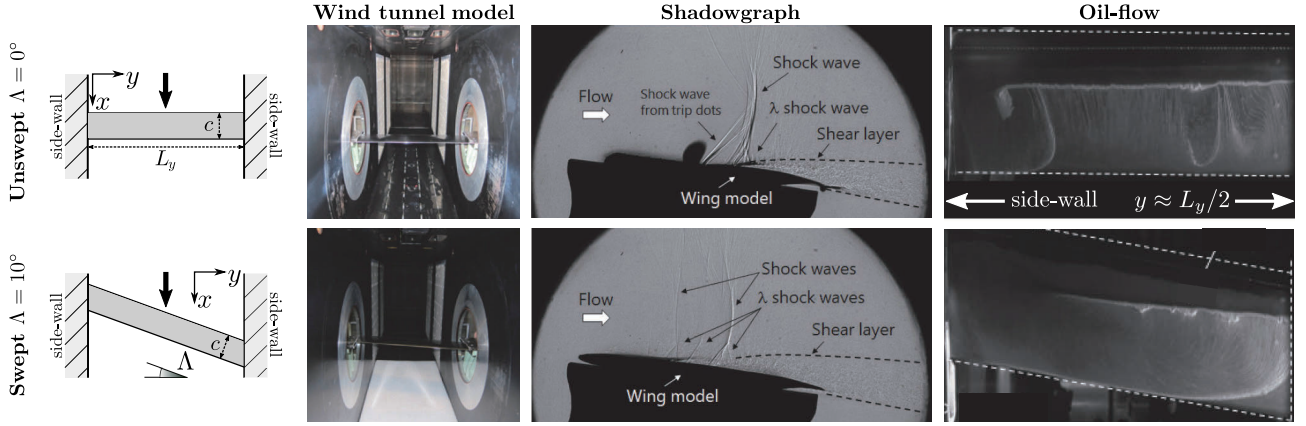 Wind tunnel model
Shadowgraph
Oil-flow
Unswept Λ = 0°
side-wall
y
x
c
L_y
side-wall
Flow
Shock wave
from trip dots
Shock wave
λ shock wave
Shear layer
Wing model
side-wall
y ≈ L_y/2
Swept Λ = 10°
side-wall
y
x
c
Λ
side-wall
Flow
Shock waves
λ shock waves
Shear layer
Wing model